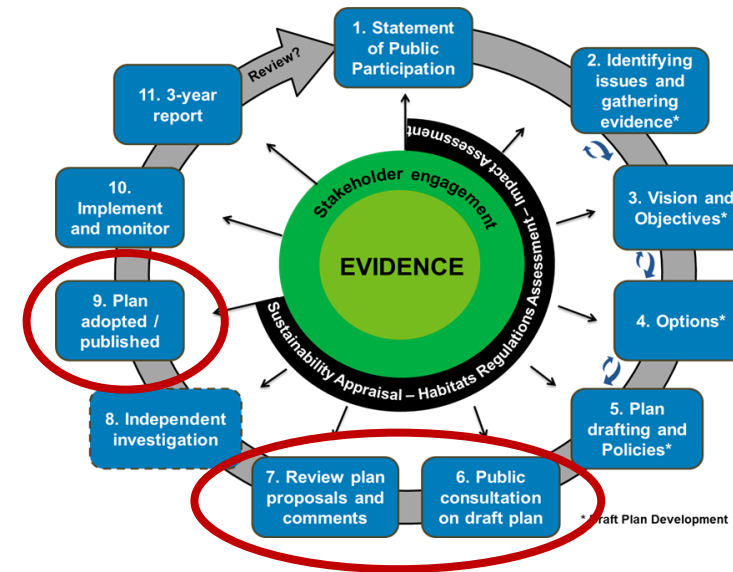 1. Statement
of Public
Participation
2. Identifying
issues and
gathering
evidence*
3. Vision and
Objectives*
4. Options*
5. Plan
drafting and
Policies*
6. Public
consultation
on draft plan
7. Review plan
proposals and
comments
8. Independent
investigation
9. Plan
adopted /
published
10.
Implement
and monitor
11. 3-year
report
Review?
Stakeholder engagement
EVIDENCE
Sustainability Appraisal – Habitats Regulations Assessment – Impact Assessment
* Draft Plan Development